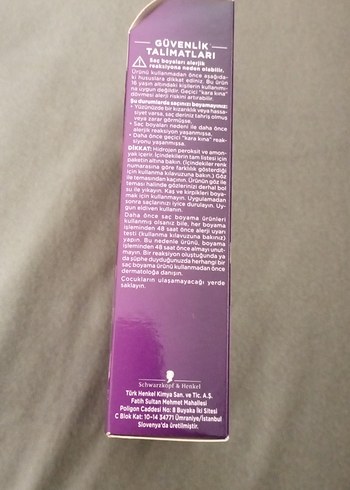 GÜVENLİK
TALİMATLARI
Saç boyaları alerjik
reaksiyona neden olabilir.
Ürünü kullanmadan önce aşağıda-
ki hususlara dikkat ediniz. Bu ürün
16 yaşın altındaki kişilerin kullanımı-
na uygun değildir. Geçici "kara kına"
dövmesi alerji riskini artırabilir.
Bu durumlarda saçınızı boyamayınız:
• Yüzünüzde bir kızarıklık veya hassa-
siyet varsa, saç deriniz tahriş olmuş
veya zarar görmüşse,
• Saç boyaları nedeni ile daha önce
alerjik reaksiyon yaşanmışsa,
• Daha önce geçici "kara kına" reak-
siyonu yaşanmışsa.
DİKKAT: Hidrojen peroksit ve amon-
yak içerir. İçindekilerin tam listesi için
paketin altına bakın. (İçindekiler renk
numarasına göre farklılık gösterdiği
için kullanma kılavuzuna bakın.) Göz
ile temasından kaçının. Ürünün göz ile
teması halinde gözlerinizi derhal bol
su ile yıkayın. Kaş ve kirpikleri boya-
mak için kullanmayın. Uygulamadan
sonra saçlarınızı iyice durulayın. Uy-
gun eldiven kullanın.
Daha önce saç boyama ürünleri
kullanmış olsanız bile, her boyama
işleminden 48 saat önce alerji uyarı
testi (kullanma kılavuzuna bakınız)
yapın. Bu nedenle ürünü, boyama
işleminden 48 saat önce almayı unut-
mayın. Bir reaksiyon oluştuğunda ya
da şüphe duyduğunuzda herhangi bir
saç boyama ürünü kullanmadan önce
dermatoloğa danışın.
Çocukların ulaşamayacağı yerde
saklayın.
Schwarzkopf & Henkel
Türk Henkel Kimya San. ve Tic. A.Ş.
Fatih Sultan Mehmet Mahallesi
Poligon Caddesi No: 8 Buyaka İki Sitesi
C Blok Kat: 10-14 34771 Ümraniye/İstanbul
Slovenya'da üretilmiştir.